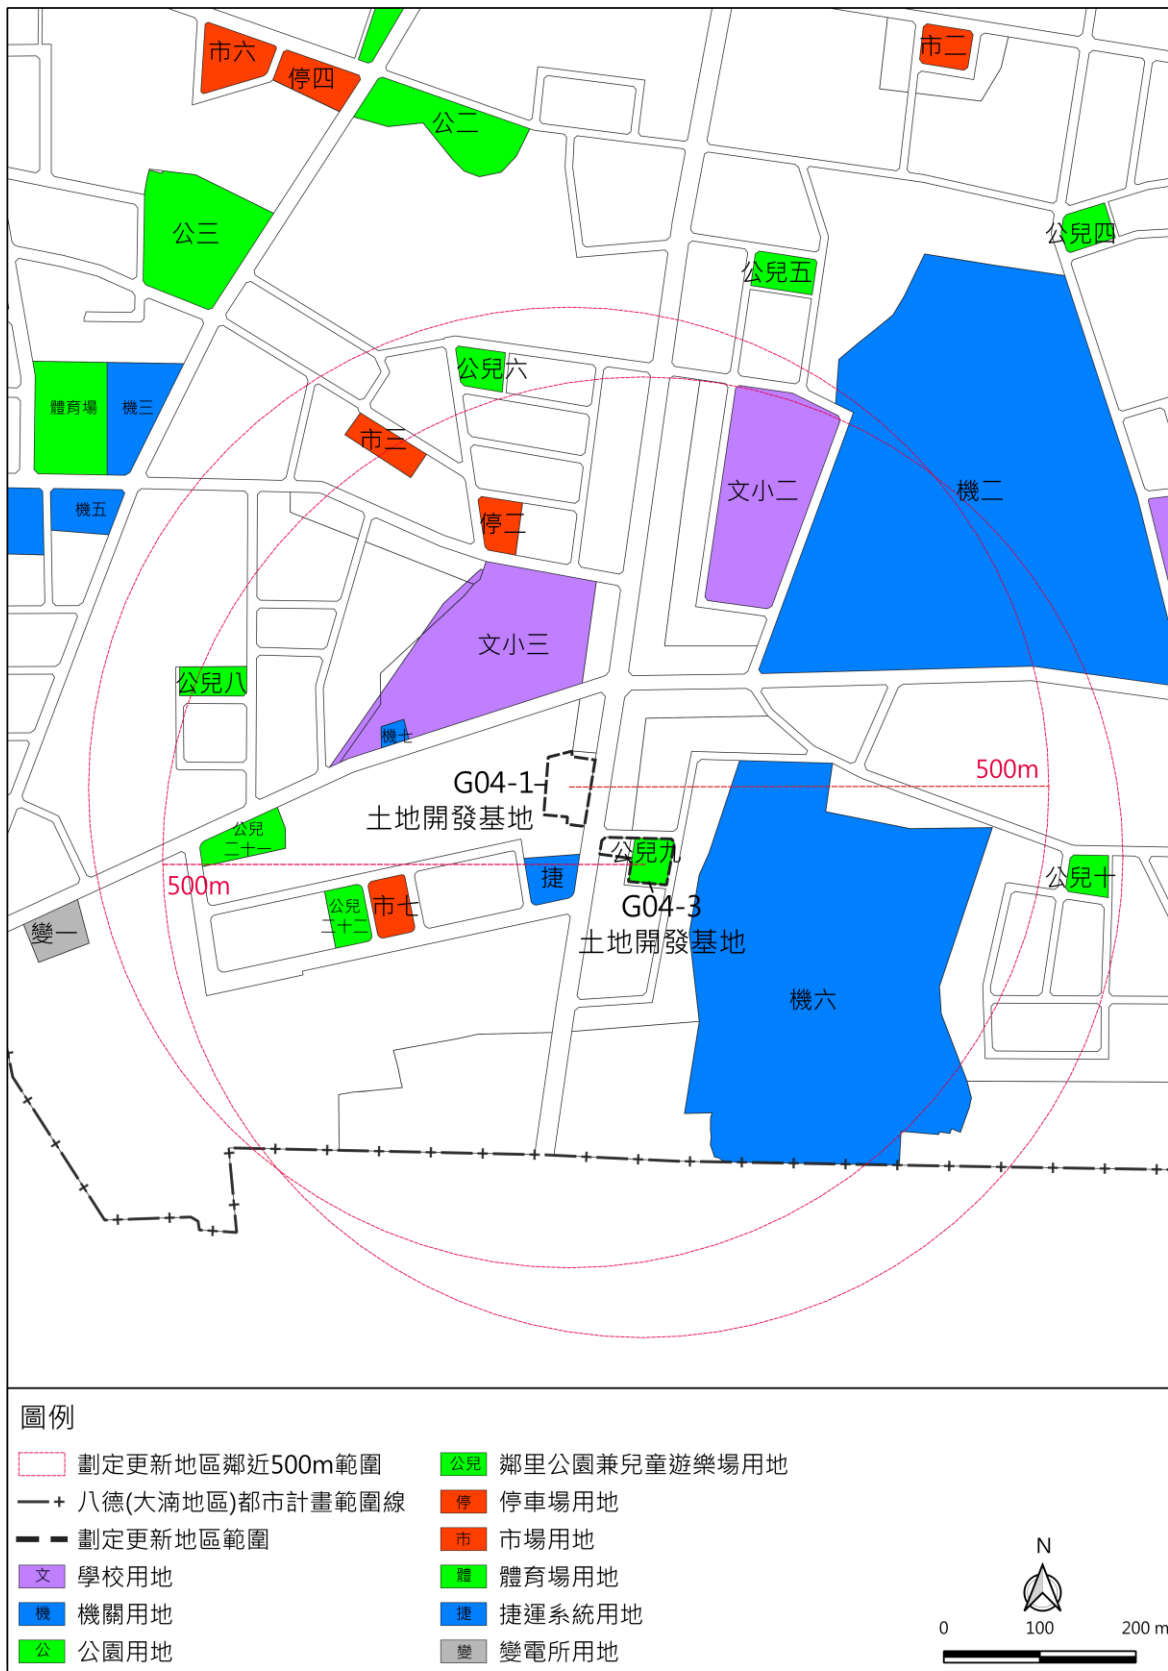 市六
停四
市二
公二
公三
公兒四
公兒五
公兒六
體育場
機三
市三
機五
停二
文小二
機二
文小三
公兒八
機七
500m
G04-1
土地開發基地
公兒
二十一
公兒九
500m
捷
公兒十
公兒
二十二
市七
G04-3
土地開發基地
變一
機六
圖例
劃定更新地區鄰近500m範圍
八德(大湳地區)都市計畫範圍線
劃定更新地區範圍
文 學校用地
機 機關用地
公 公園用地
公兒 鄰里公園兼兒童遊樂場用地
停 停車場用地
市 市場用地
體 體育場用地
捷 捷運系統用地
變 變電所用地
N
0 100 200 m